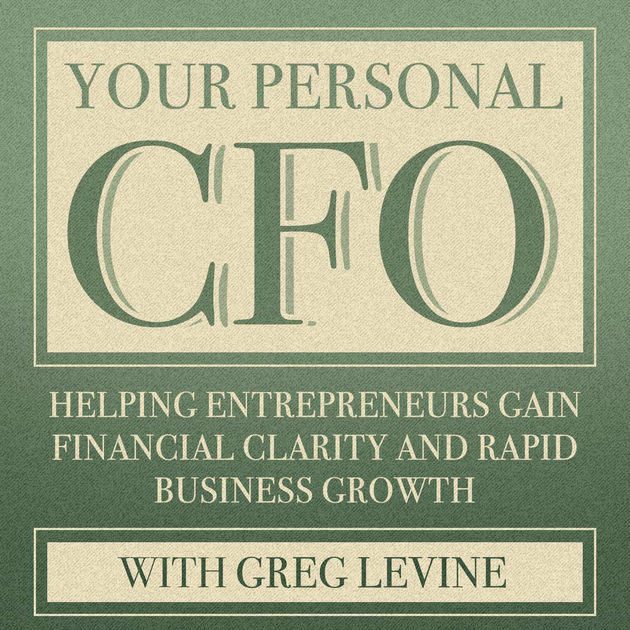 YOUR PERSONAL
CFO
HELPING ENTREPRENEURS GAIN
FINANCIAL CLARITY AND RAPID
BUSINESS GROWTH
WITH GREG LEVINE